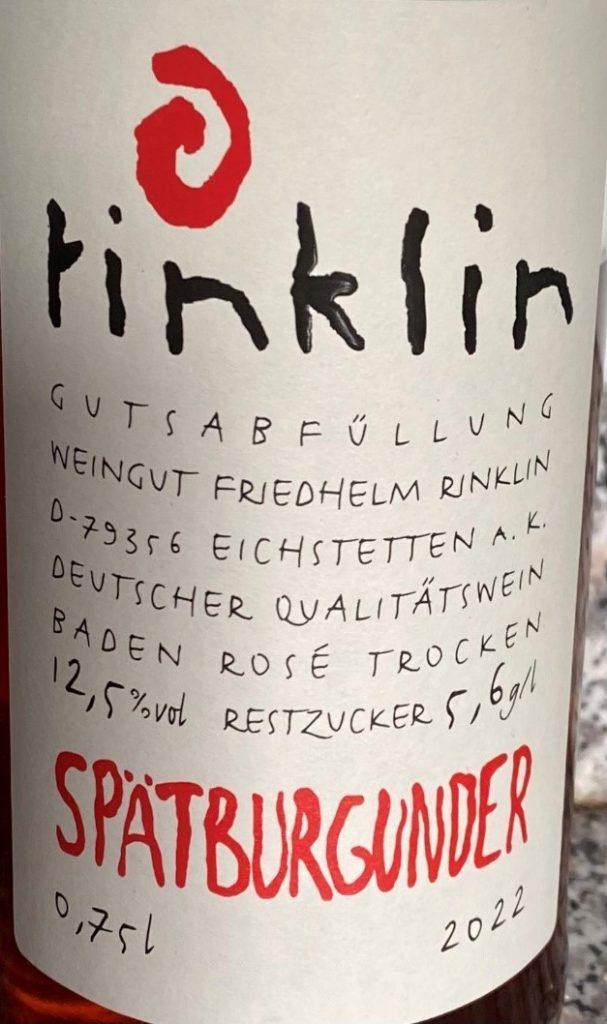 rinklin
GUTSABFÜLLUNG
WEINGUT FRIEDHELM RINKLIN
D-79356 EICHSTETTEN A. K.
DEUTSCHER QUALITÄTSWEIN
BADEN ROSÉ TROCKEN
12,5%vol RESTZUCKER 5,6g/l
SPÄTBURGUNDER
0,75l 2022